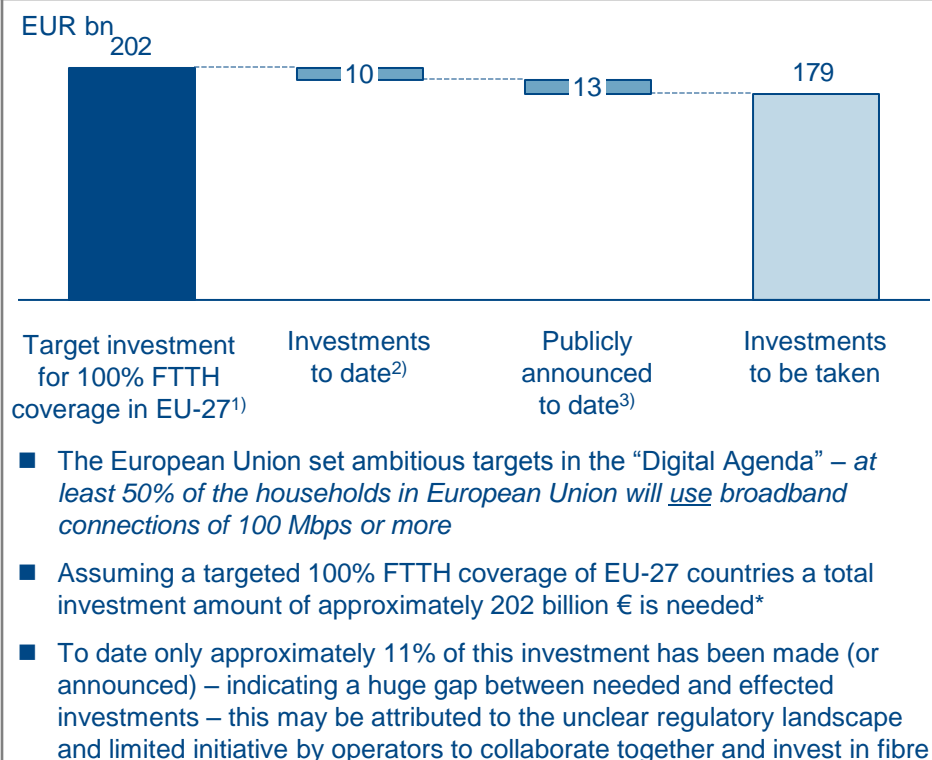 EUR bn
202
10
13
179
Target investment
for 100% FTTH
coverage in EU-27¹⁾
Investments
to date²⁾
Publicly
announced
to date³⁾
Investments
to be taken
■ The European Union set ambitious targets in the “Digital Agenda” – at
least 50% of the households in European Union will use broadband
connections of 100 Mbps or more
■ Assuming a targeted 100% FTTH coverage of EU-27 countries a total
investment amount of approximately 202 billion € is needed*
■ To date only approximately 11% of this investment has been made (or
announced) – indicating a huge gap between needed and effected
investments – this may be attributed to the unclear regulatory landscape
and limited initiative by operators to collaborate together and invest in fibre